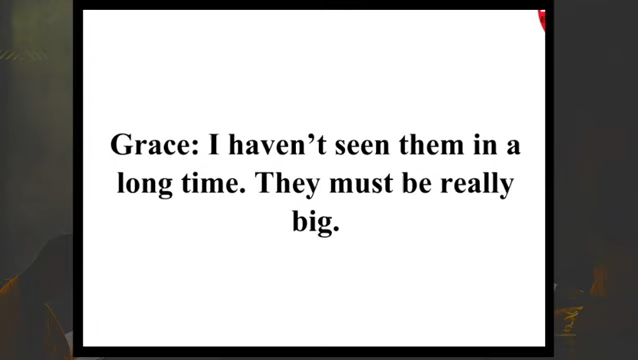 Grace: I haven’t seen them in a
long time. They must be really
big.